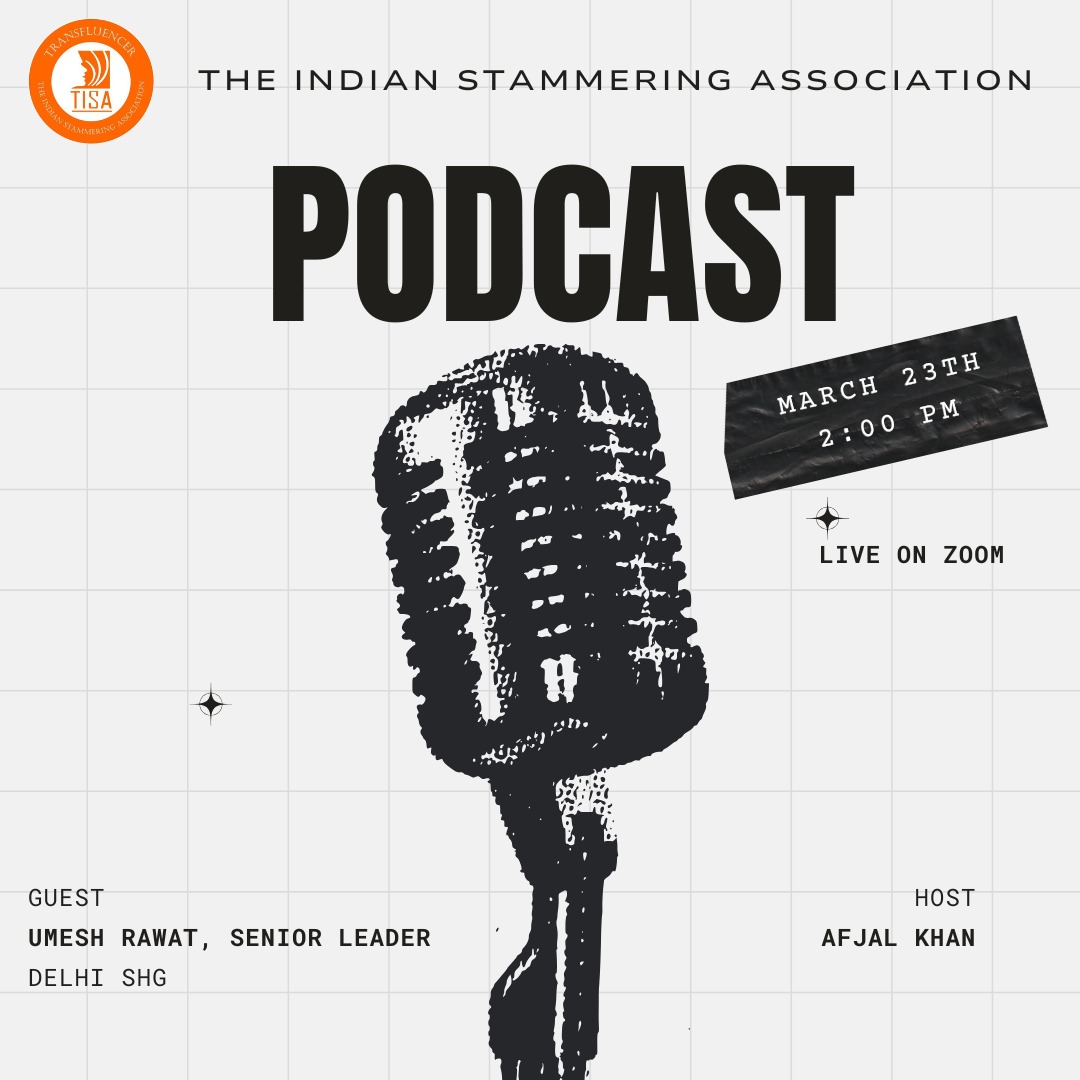 TRANSFLUENCER
TISA
THE INDIAN STAMMERING ASSOCIATION
THE INDIAN STAMMERING ASSOCIATION
PODCAST
MARCH 23TH
2:00 PM
LIVE ON ZOOM
GUEST
UMESH RAWAT, SENIOR LEADER
DELHI SHG
HOST
AFJAL KHAN